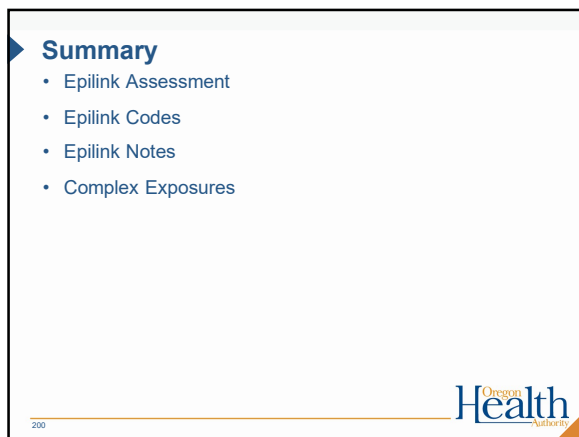 Summary
• Epilink Assessment
• Epilink Codes
• Epilink Notes
• Complex Exposures
200
Oregon
Health
Authority